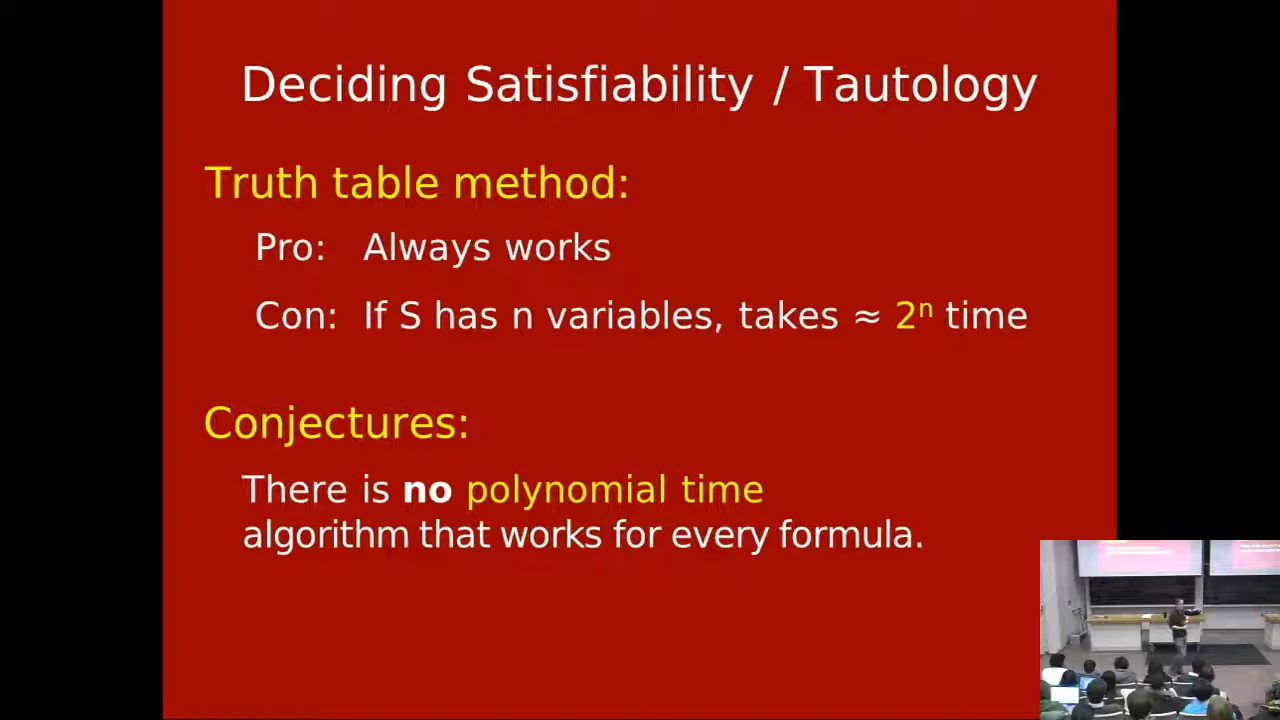 Deciding Satisfiability / Tautology
Truth table method:
Pro: Always works
Con: If S has n variables, takes ≈ 2ⁿ time
Conjectures:
There is no polynomial time
algorithm that works for every formula.